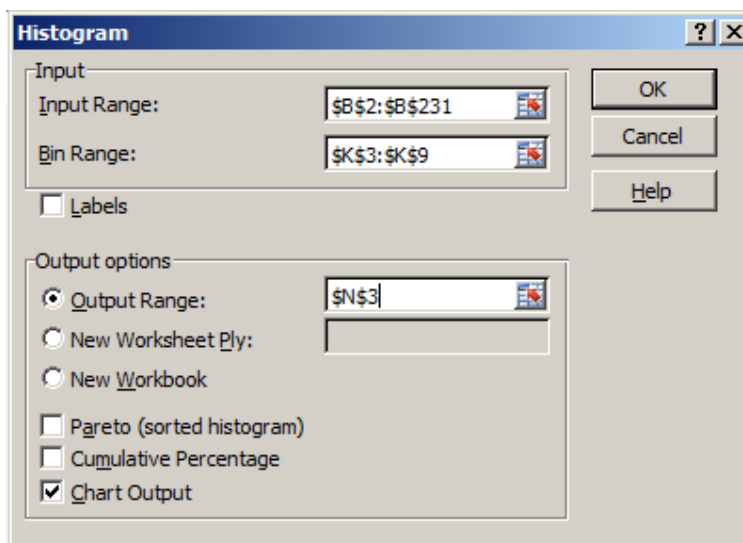 Histogram
Input
Input Range: $B$2:$B$231
Bin Range: $K$3:$K$9
Labels
OK
Cancel
Help
Output options
Output Range: $N$3
New Worksheet Ply:
New Workbook
Pareto (sorted histogram)
Cumulative Percentage
Chart Output